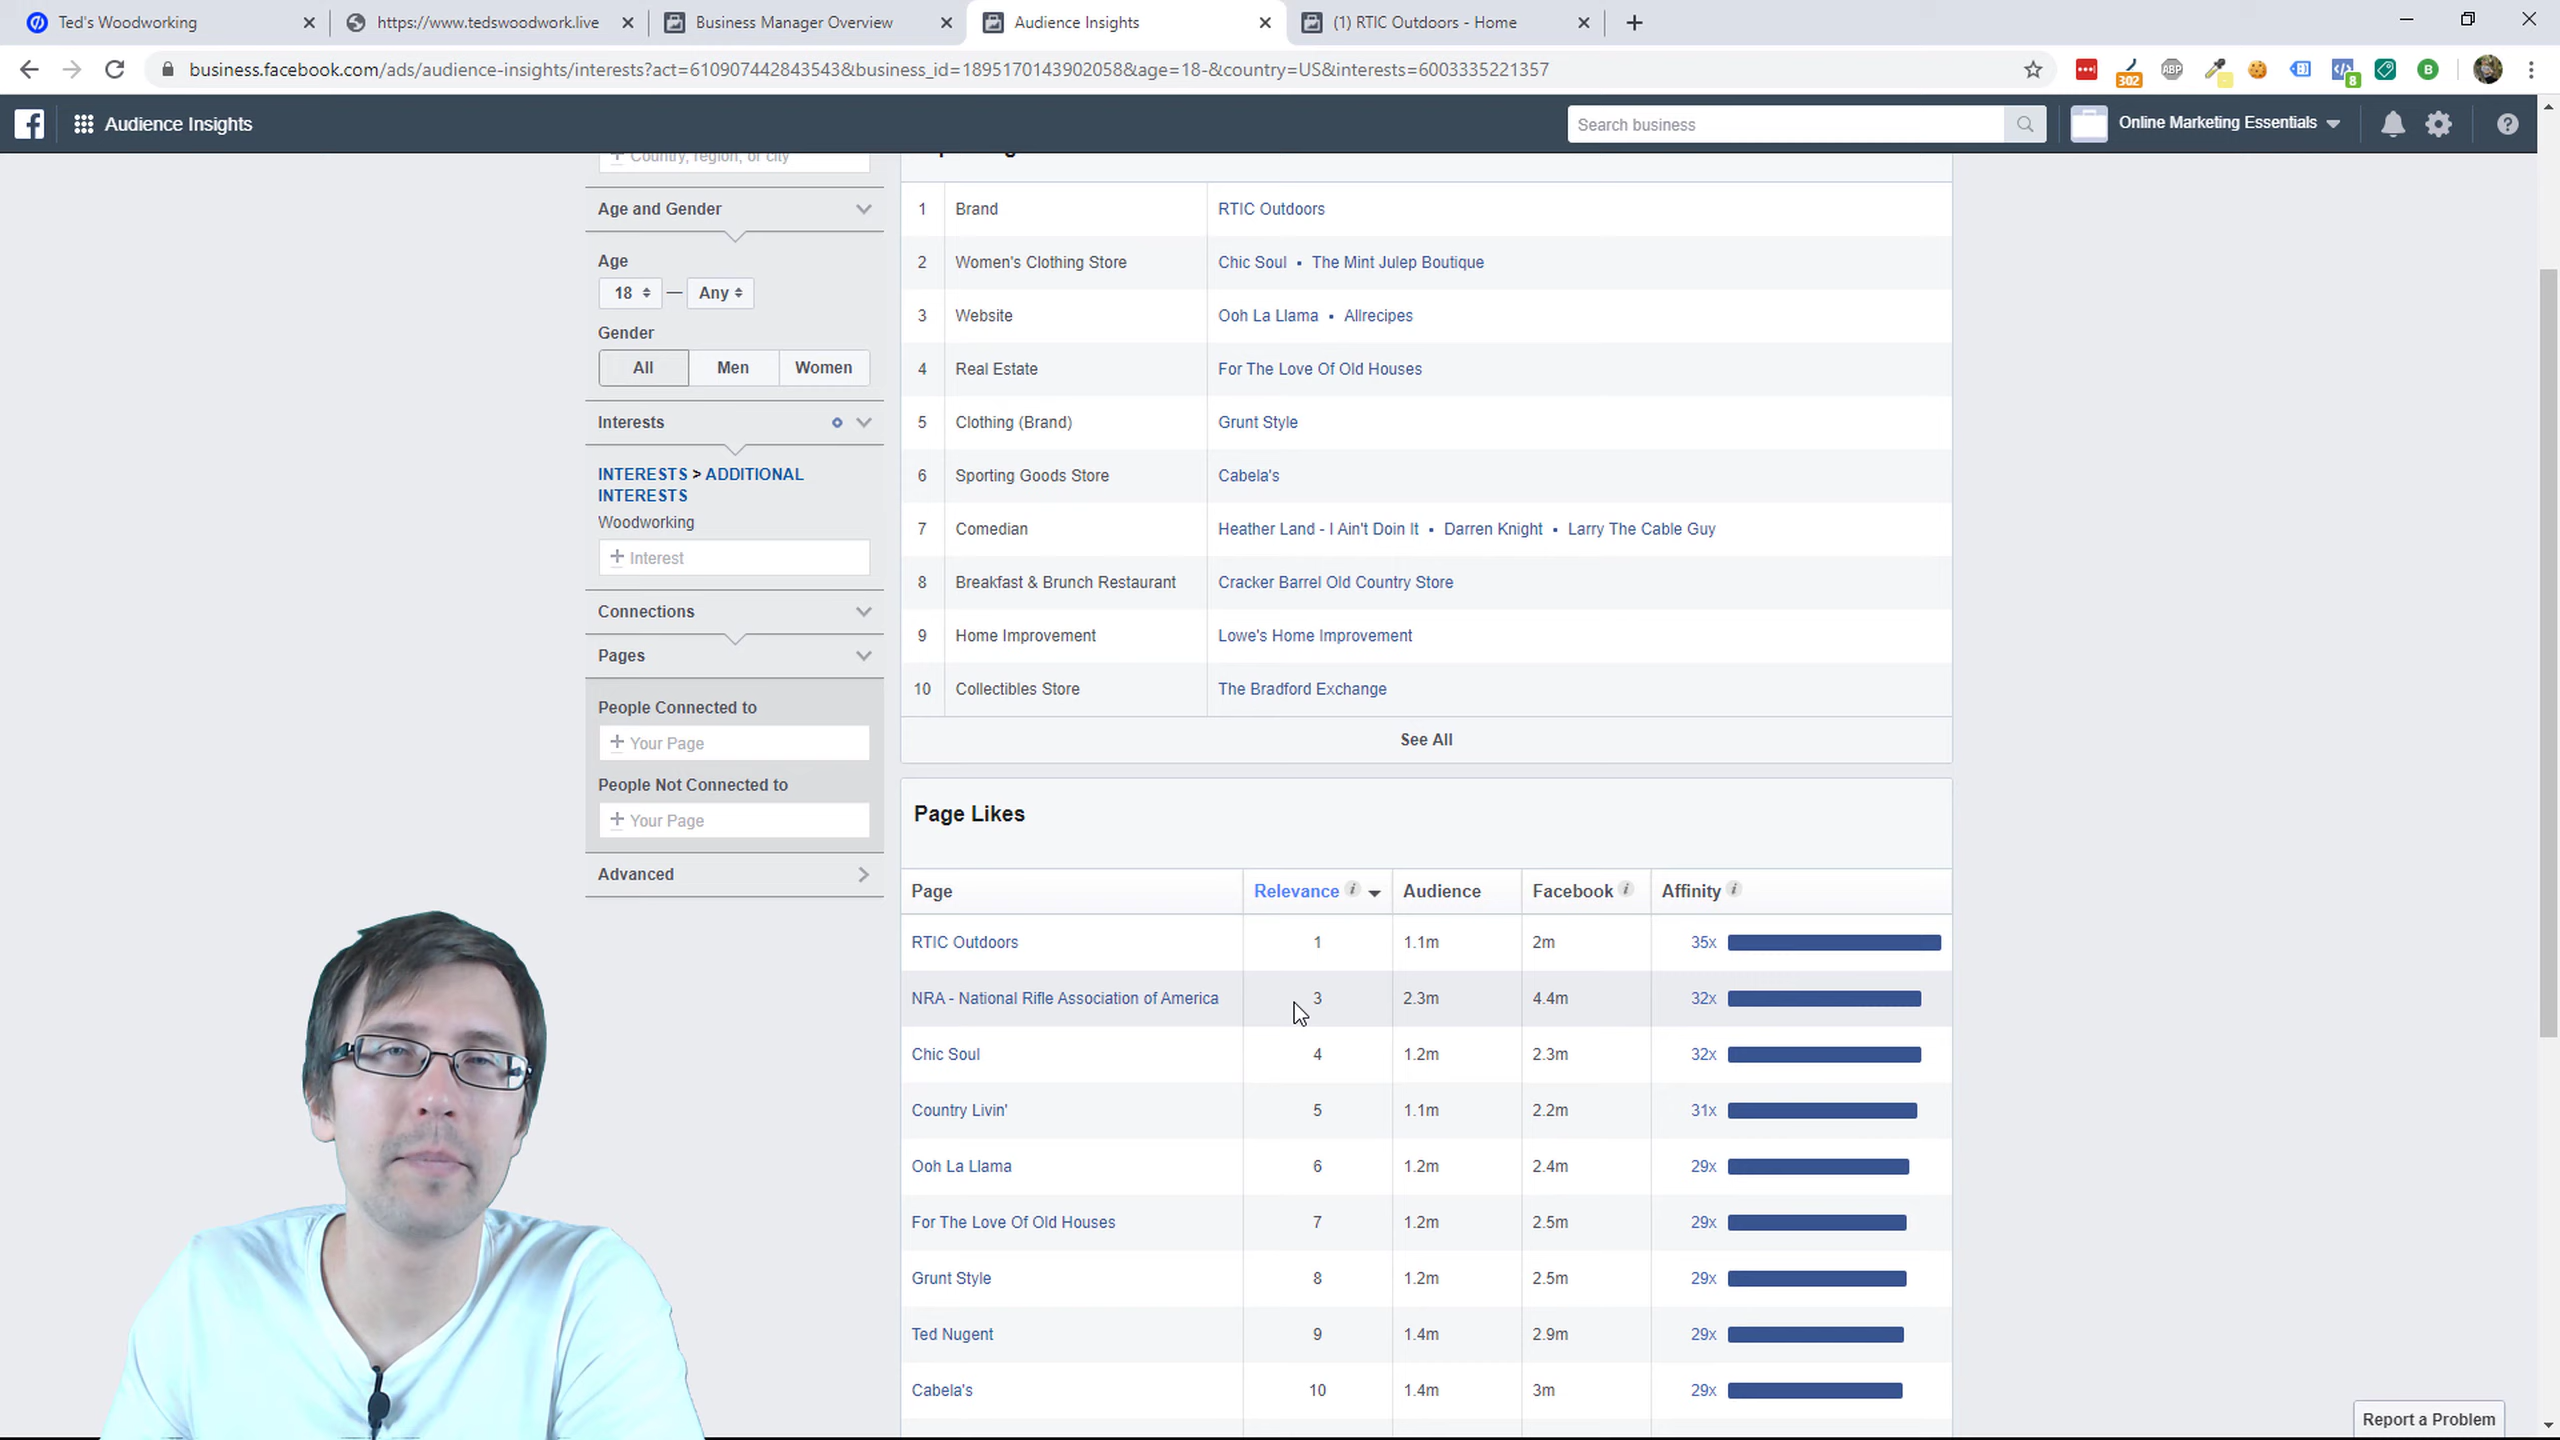 Ted's Woodworking
https://www.tedswoodwork.live
Business Manager Overview
Audience Insights
(1) RTIC Outdoors - Home
business.facebook.com/ads/audience-insights/interests?act=610907442843543&business_id=1895170143902058&age=18-&country=US&interests=6003335221357
302
ABP
8
B
Audience Insights
Search business
Online Marketing Essentials
Country, region, or city
Age and Gender
Age
18 — Any
Gender
All Men Women
Interests
INTERESTS > ADDITIONAL
INTERESTS
Woodworking
+ Interest
Connections
Pages
People Connected to
+ Your Page
People Not Connected to
+ Your Page
Advanced
1 Brand RTIC Outdoors
2 Women's Clothing Store Chic Soul • The Mint Julep Boutique
3 Website Ooh La Llama • Allrecipes
4 Real Estate For The Love Of Old Houses
5 Clothing (Brand) Grunt Style
6 Sporting Goods Store Cabela's
7 Comedian Heather Land - I Ain't Doin It • Darren Knight • Larry The Cable Guy
8 Breakfast & Brunch Restaurant Cracker Barrel Old Country Store
9 Home Improvement Lowe's Home Improvement
10 Collectibles Store The Bradford Exchange
See All
Page Likes
Page Relevance i Audience Facebook i Affinity i
RTIC Outdoors 1 1.1m 2m 35x
NRA - National Rifle Association of America 3 2.3m 4.4m 32x
Chic Soul 4 1.2m 2.3m 32x
Country Livin' 5 1.1m 2.2m 31x
Ooh La Llama 6 1.2m 2.4m 29x
For The Love Of Old Houses 7 1.2m 2.5m 29x
Grunt Style 8 1.2m 2.5m 29x
Ted Nugent 9 1.4m 2.9m 29x
Cabela's 10 1.4m 3m 29x
Report a Problem